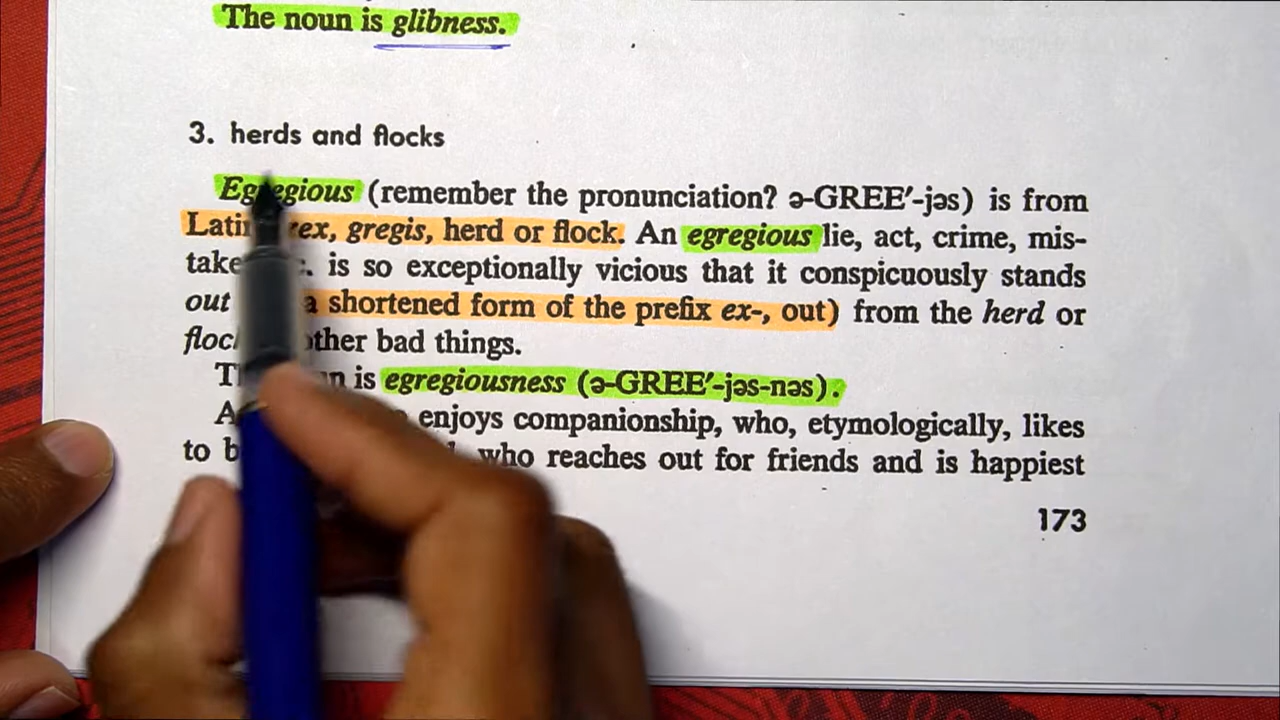 The noun is glibness.
3. herds and flocks
Egregious (remember the pronunciation? ə-GREE′-jəs) is from
Latin gregis, herd or flock. An egregious lie, act, crime, mis-
take is so exceptionally vicious that it conspicuously stands
out a shortened form of the prefix ex-, out) from the herd or
other bad things.
is egregiousness (ə-GREE′-jəs-nəs).
enjoys companionship, who, etymologically, likes
to who reaches out for friends and is happiest
173